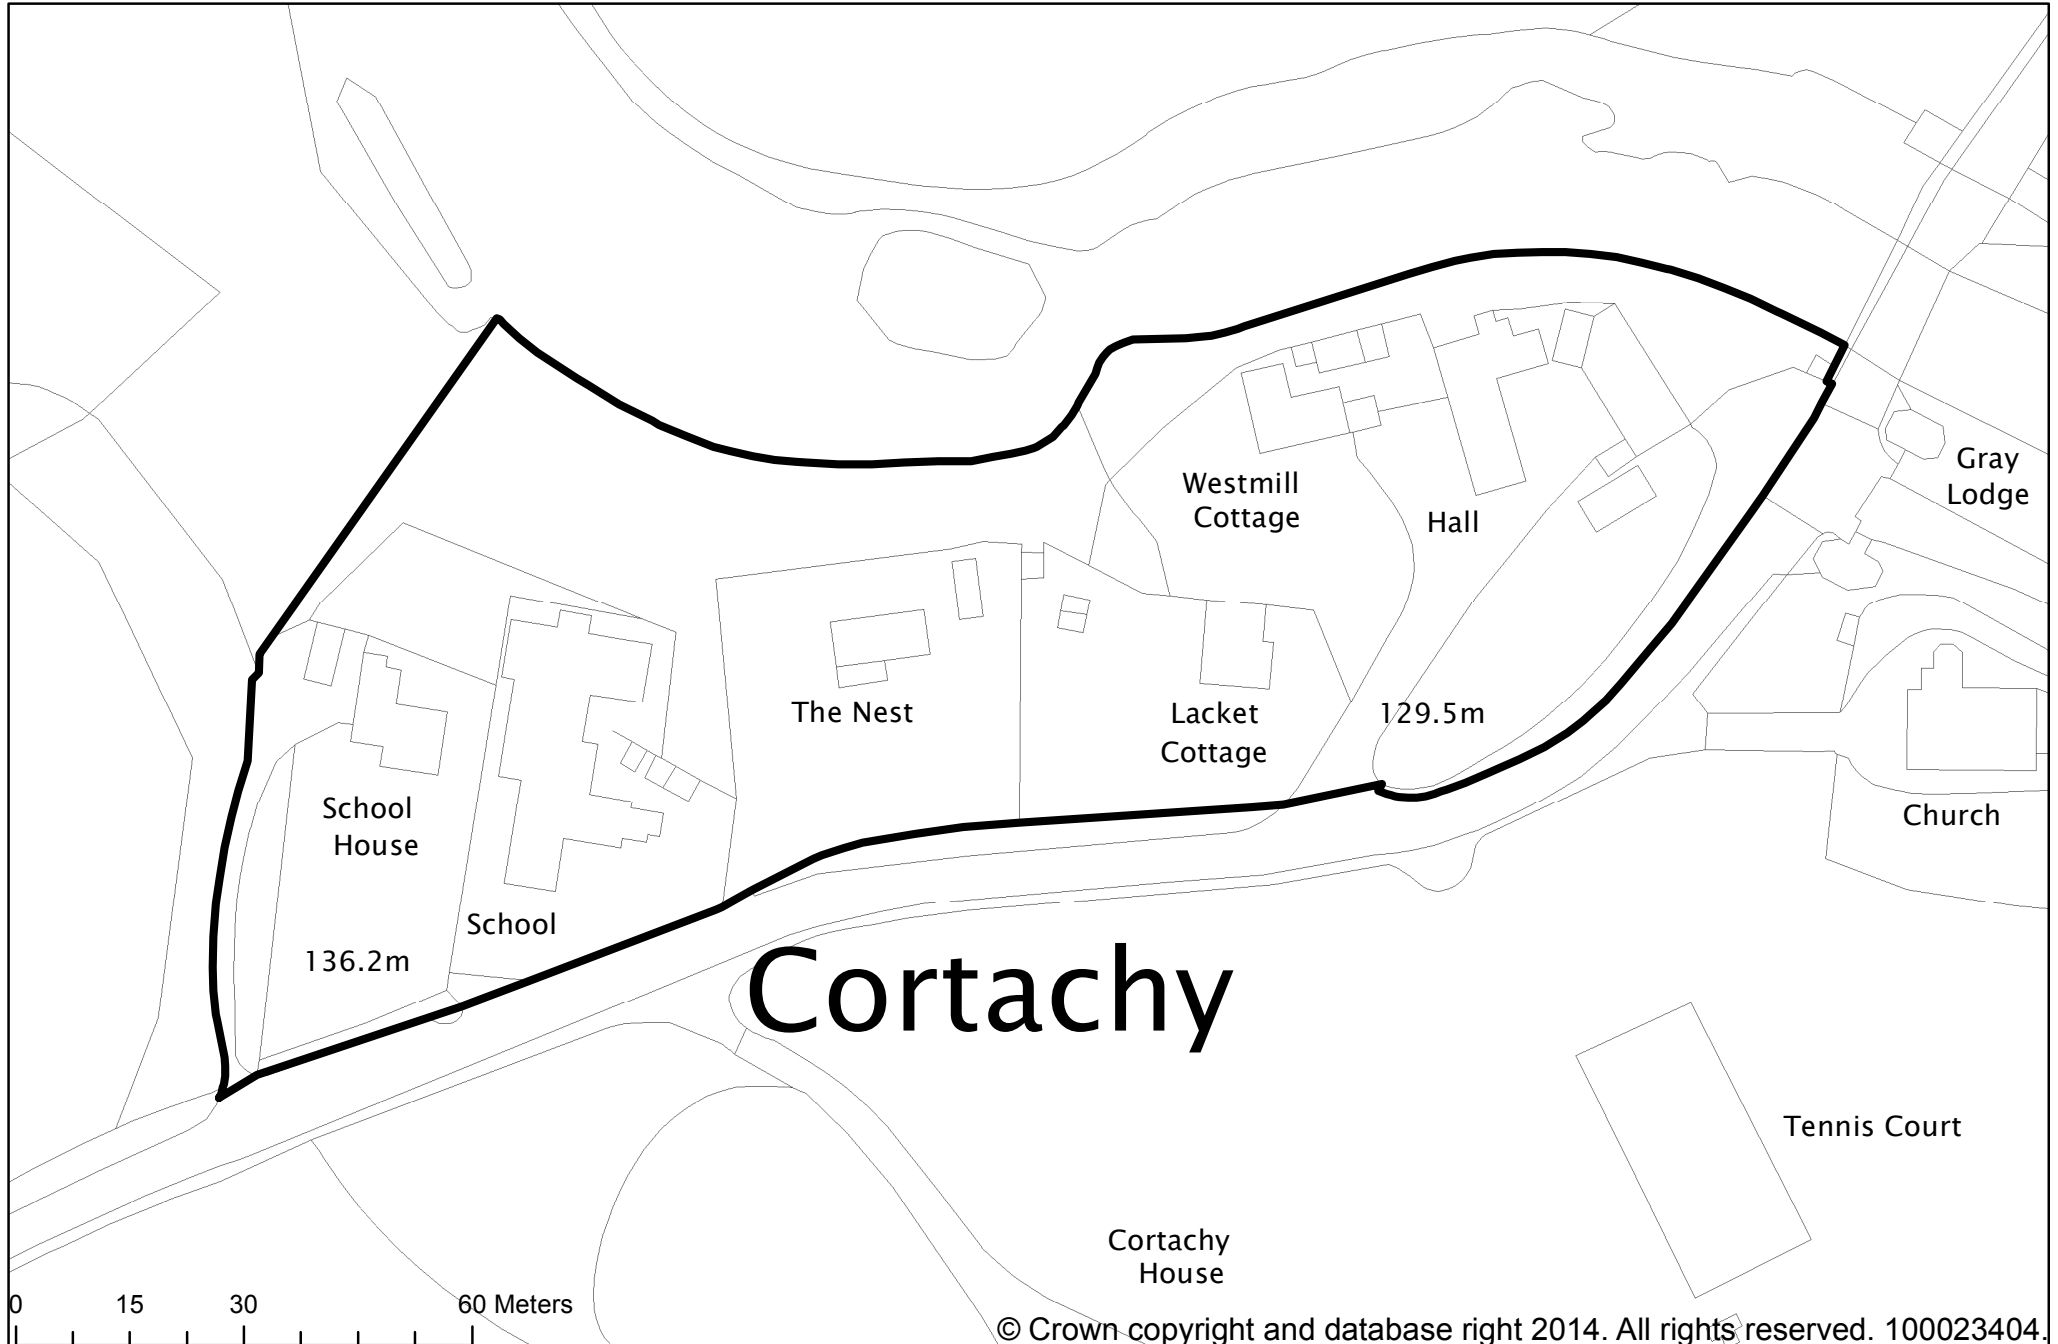 Gray
Lodge
Westmill
Cottage
Hall
The Nest
Lacket
Cottage
129.5m
School
House
Church
School
136.2m
Cortachy
Tennis Court
Cortachy
House
0 15 30 60 Meters
© Crown copyright and database right 2014. All rights reserved. 100023404.